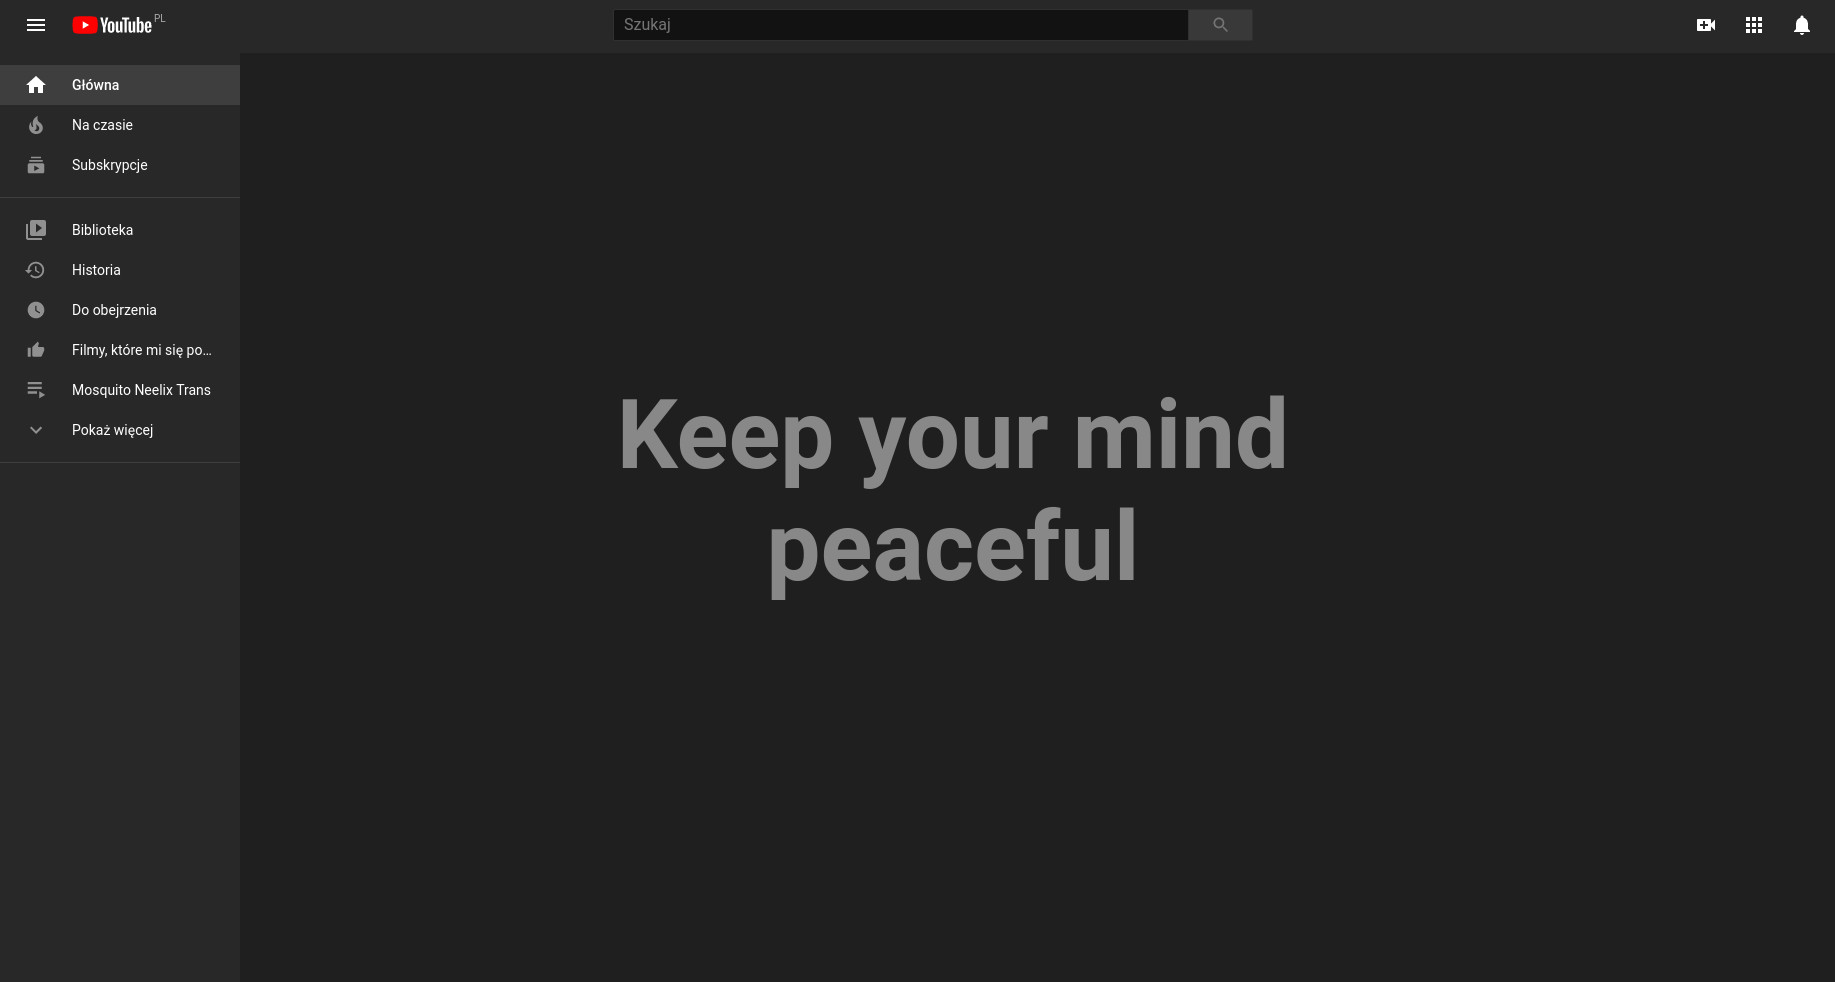 YouTube PL
Szukaj
Główna
Na czasie
Subskrypcje
Biblioteka
Historia
Do obejrzenia
Filmy, które mi się po...
Mosquito Neelix Trans
Pokaż więcej
Keep your mind
peaceful